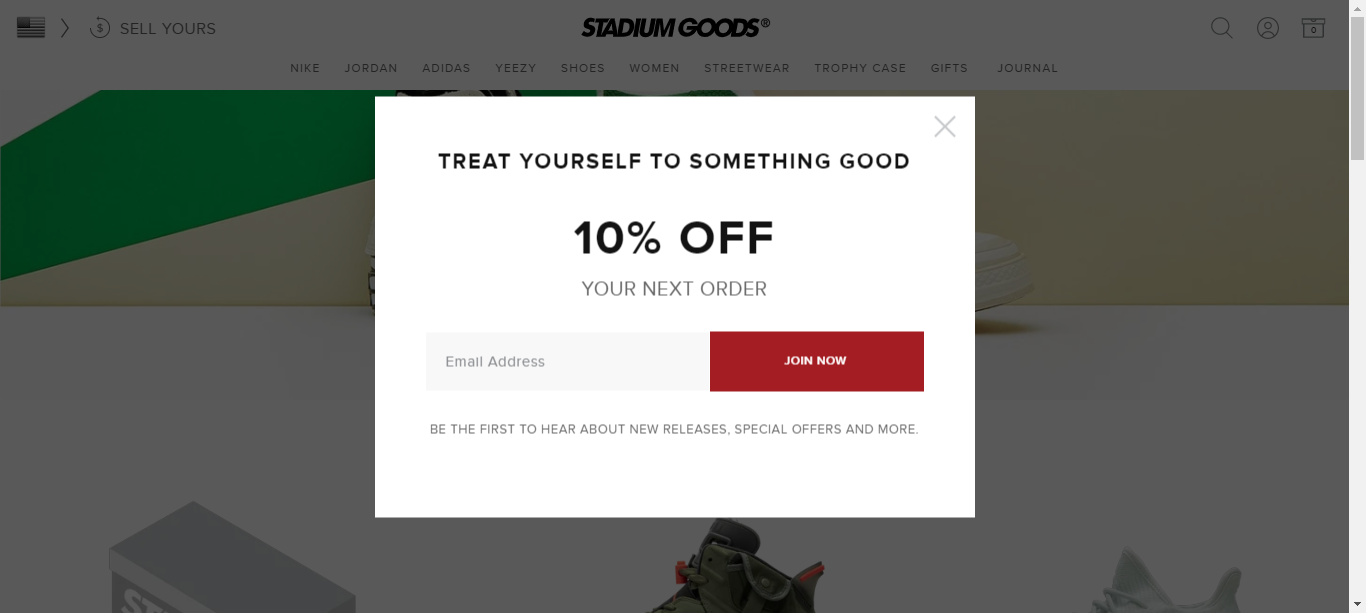 SELL YOURS
STADIUM GOODS®
0
NIKE JORDAN ADIDAS YEEZY SHOES WOMEN STREETWEAR TROPHY CASE GIFTS JOURNAL
TREAT YOURSELF TO SOMETHING GOOD
10% OFF
YOUR NEXT ORDER
Email Address
JOIN NOW
BE THE FIRST TO HEAR ABOUT NEW RELEASES, SPECIAL OFFERS AND MORE.